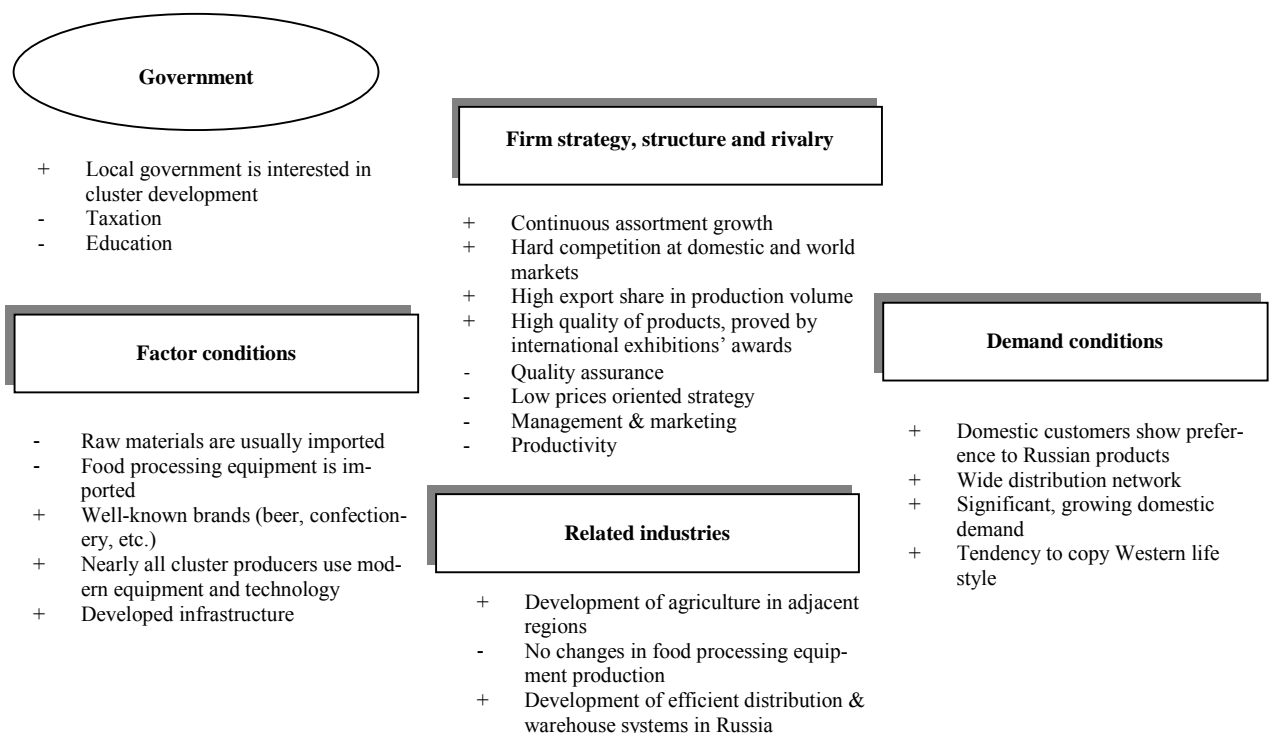 Government
+ Local government is interested in
cluster development
- Taxation
- Education
Firm strategy, structure and rivalry
+ Continuous assortment growth
+ Hard competition at domestic and world
markets
+ High export share in production volume
+ High quality of products, proved by
international exhibitions’ awards
- Quality assurance
- Low prices oriented strategy
- Management & marketing
- Productivity
Factor conditions
- Raw materials are usually imported
- Food processing equipment is im-
ported
+ Well-known brands (beer, confection-
ery, etc.)
+ Nearly all cluster producers use mod-
ern equipment and technology
+ Developed infrastructure
Demand conditions
+ Domestic customers show prefer-
ence to Russian products
+ Wide distribution network
+ Significant, growing domestic
demand
+ Tendency to copy Western life
style
Related industries
+ Development of agriculture in adjacent
regions
- No changes in food processing equip-
ment production
+ Development of efficient distribution &
warehouse systems in Russia